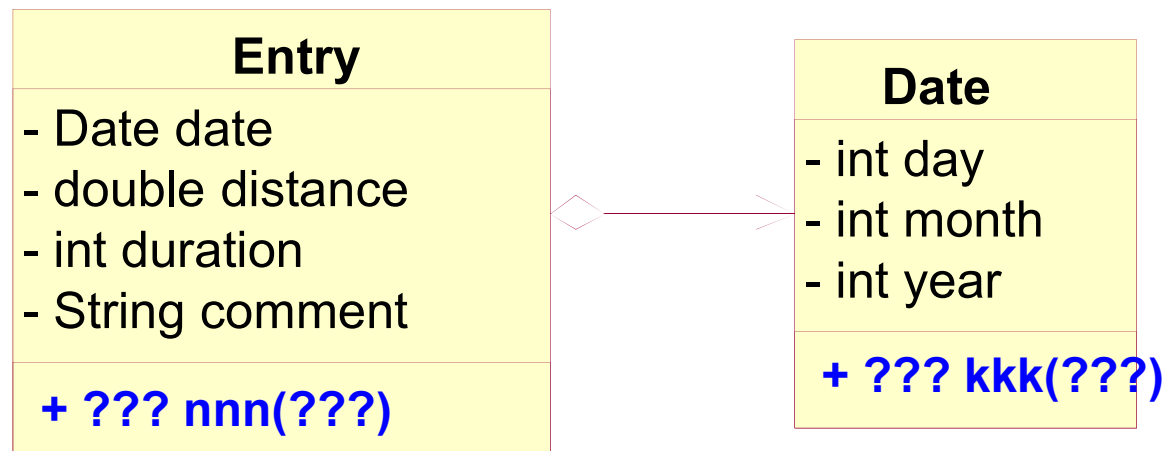 Entry
- Date date
- double distance
- int duration
- String comment
+ ??? nnn(???)
Date
- int day
- int month
- int year
+ ??? kkk(???)